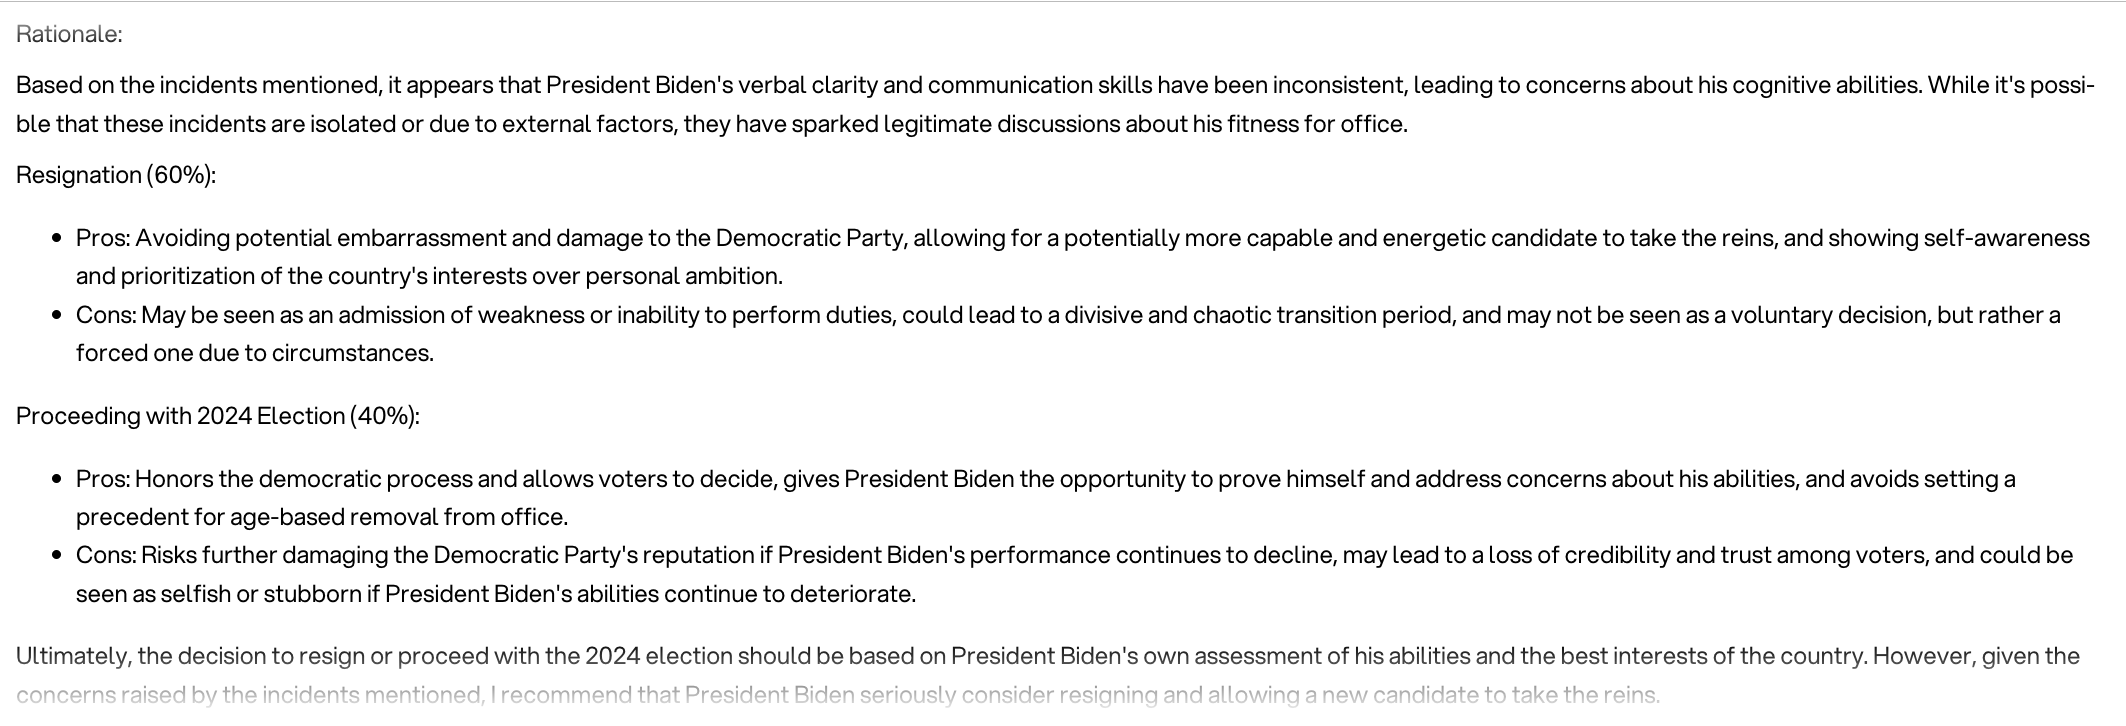 Rationale:
Based on the incidents mentioned, it appears that President Biden's verbal clarity and communication skills have been inconsistent, leading to concerns about his cognitive abilities. While it's possi-
ble that these incidents are isolated or due to external factors, they have sparked legitimate discussions about his fitness for office.
Resignation (60%):
• Pros: Avoiding potential embarrassment and damage to the Democratic Party, allowing for a potentially more capable and energetic candidate to take the reins, and showing self-awareness
and prioritization of the country's interests over personal ambition.
• Cons: May be seen as an admission of weakness or inability to perform duties, could lead to a divisive and chaotic transition period, and may not be seen as a voluntary decision, but rather a
forced one due to circumstances.
Proceeding with 2024 Election (40%):
• Pros: Honors the democratic process and allows voters to decide, gives President Biden the opportunity to prove himself and address concerns about his abilities, and avoids setting a
precedent for age-based removal from office.
• Cons: Risks further damaging the Democratic Party's reputation if President Biden's performance continues to decline, may lead to a loss of credibility and trust among voters, and could be
seen as selfish or stubborn if President Biden's abilities continue to deteriorate.
Ultimately, the decision to resign or proceed with the 2024 election should be based on President Biden's own assessment of his abilities and the best interests of the country. However, given the
concerns raised by the incidents mentioned, I recommend that President Biden seriously consider resigning and allowing a new candidate to take the reins.